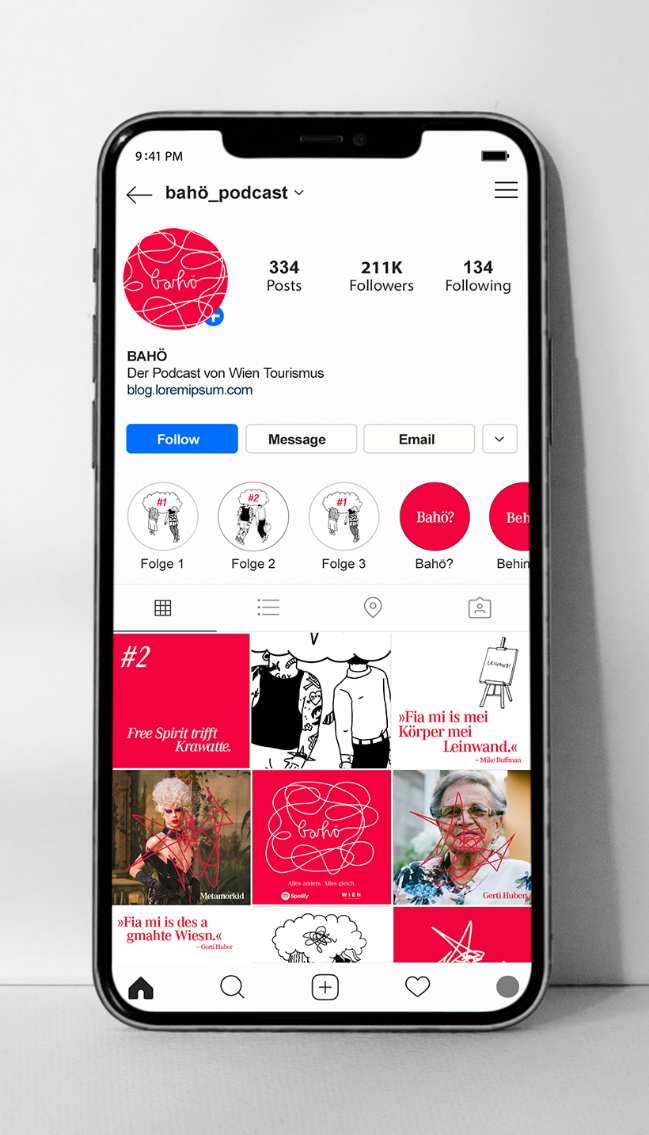 9:41 PM
bahö_podcast
bahö
334
211K
134
Posts
Followers
Following
BAHÖ
Der Podcast von Wien Tourismus
blog.loremipsum.com
Follow
Message
Email
#1
#2
#1
Bahö?
Beh
Folge 1
Folge 2
Folge 3
Bahö?
Behin
#2
Free Spirit trifft
Krawatte.
»Fia mi is mei
Körper mei
Leinwand.«
– Mike Buffman
Metamorkid
bahö
Alles anders. Alles gleich.
Spotify
WIEN
Gerti Huber
»Fia mi is des a
gmahte Wiesn.«
– Gerti Huber